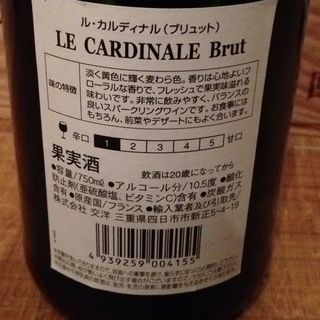 ル・カルディナル(ブリュット)
LE CARDINALE Brut
味の特徴
淡く黄色に輝く麦わら色。香りは心地よいフ
ローラルな香りで、フレッシュで果実味溢れる
味わいです。非常に飲みやすく、バランスの
良いスパークリングワインです。お食事には
もちろん、前菜やデザートにもよく合います。
辛口 1 2 3 4 5 甘口
果実酒
飲酒は20歳になってから
●容量/750㎖●アルコール分/10.5度●酸化
防止剤(亜硫酸塩、ビタミンC)含有●炭酸ガス
含有●原産国/フランス●輸入業者及び引取先/
株式会社 交洋 三重県四日市市新正5-4-19
4 939259 004155